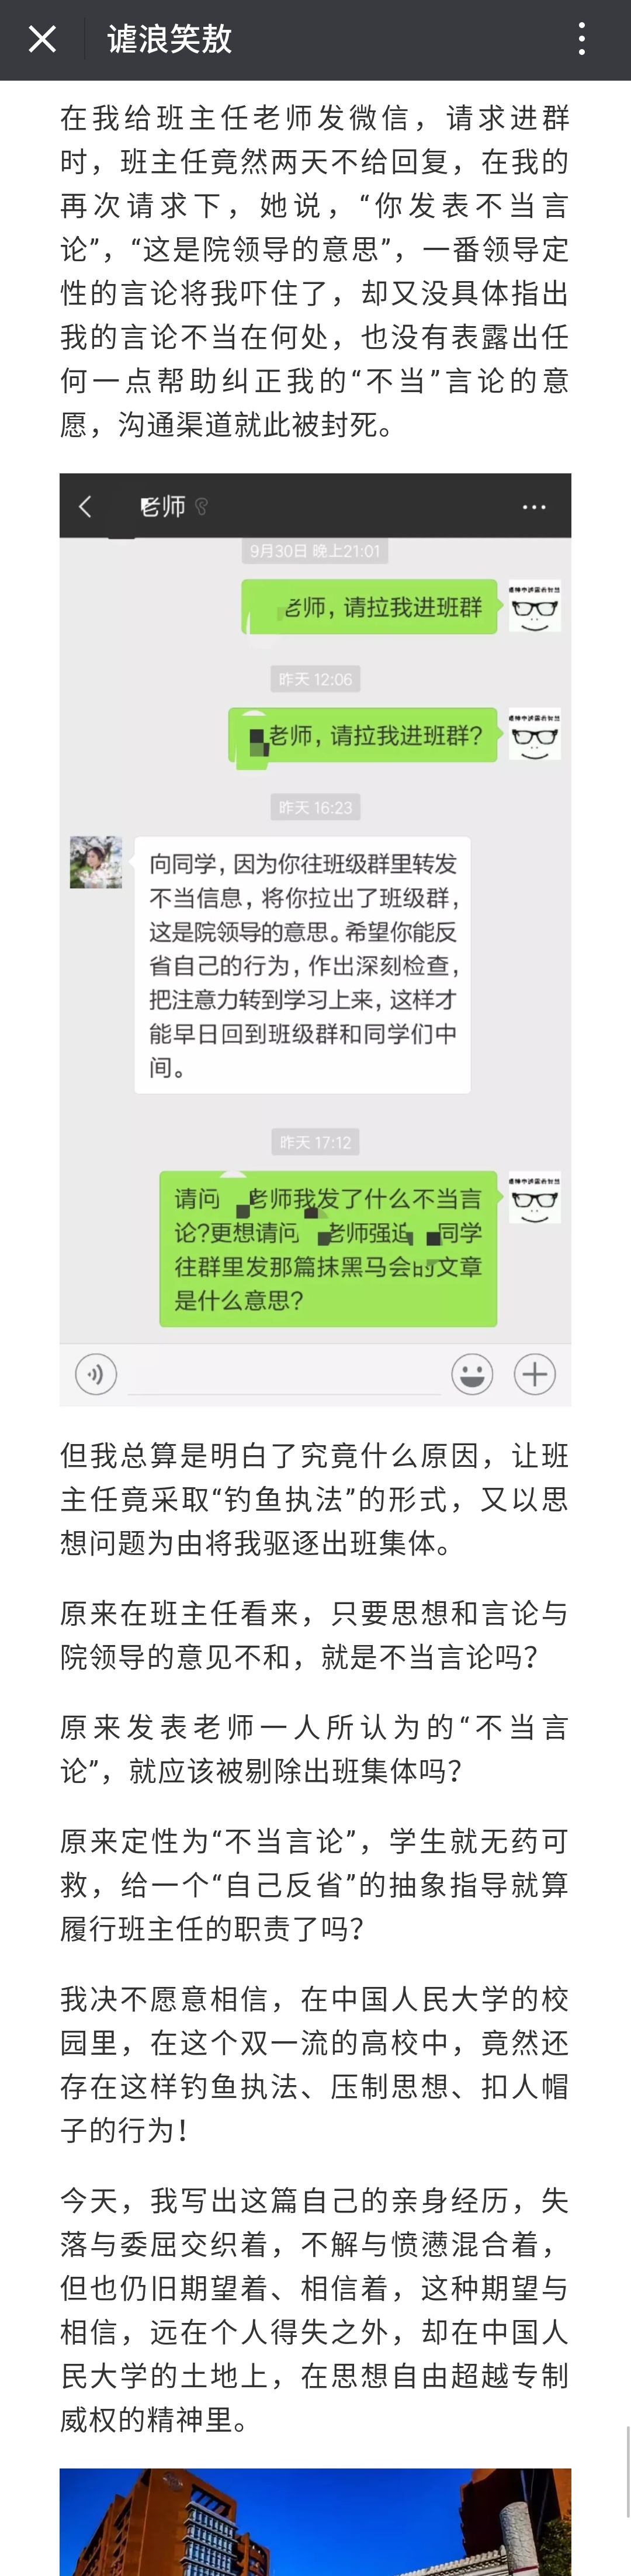 谑浪笑敖
在我给班主任老师发微信，请求进群
时，班主任竟然两天不给回复，在我的
再次请求下，她说，“你发表不当言
论”，“这是院领导的意思”，一番领导定
性的言论将我吓住了，却又没具体指出
我的言论不当在何处，也没有表露出任
何一点帮助纠正我的“不当”言论的意
愿，沟通渠道就此被封死。
老师
9月30日 晚上21:01
老师，请拉我进班群
昨天 12:06
老师，请拉我进班群?
昨天 16:23
向同学，因为你往班级群里转发
不当信息，将你拉出了班级群，
这是院领导的意思。希望你能反
省自己的行为，作出深刻检查，
把注意力转到学习上来，这样才
能早日回到班级群和同学们中
间。
昨天 17:12
请问 老师我发了什么不当言
论?更想请问 老师强迫 同学
往群里发那篇抹黑马会的文章
是什么意思?
但我总算是明白了究竟什么原因，让班
主任竟采取“钓鱼执法”的形式，又以思
想问题为由将我驱逐出班集体。
原来在班主任看来，只要思想和言论与
院领导的意见不和，就是不当言论吗？
原来发表老师一人所认为的“不当言
论”，就应该被剔除出班集体吗？
原来定性为“不当言论”，学生就无药可
救，给一个“自己反省”的抽象指导就算
履行班主任的职责了吗？
我决不愿意相信，在中国人民大学的校
园里，在这个双一流的高校中，竟然还
存在这样钓鱼执法、压制思想、扣人帽
子的行为！
今天，我写出这篇自己的亲身经历，失
落与委屈交织着，不解与愤懑混合着，
但也仍旧期望着、相信着，这种期望与
相信，远在个人得失之外，却在中国人
民大学的土地上，在思想自由超越专制
威权的精神里。